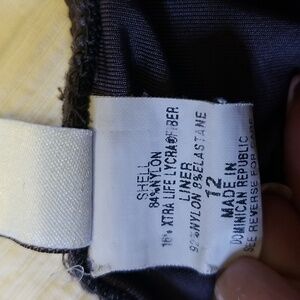 SHELL
84%NYLON
16% XTRA LIFE LYCRA®FIBER
LINER
92%NYLON 8%ELASTANE
12
MADE IN
DOMINICAN REPUBLIC
SEE REVERSE FOR CARE